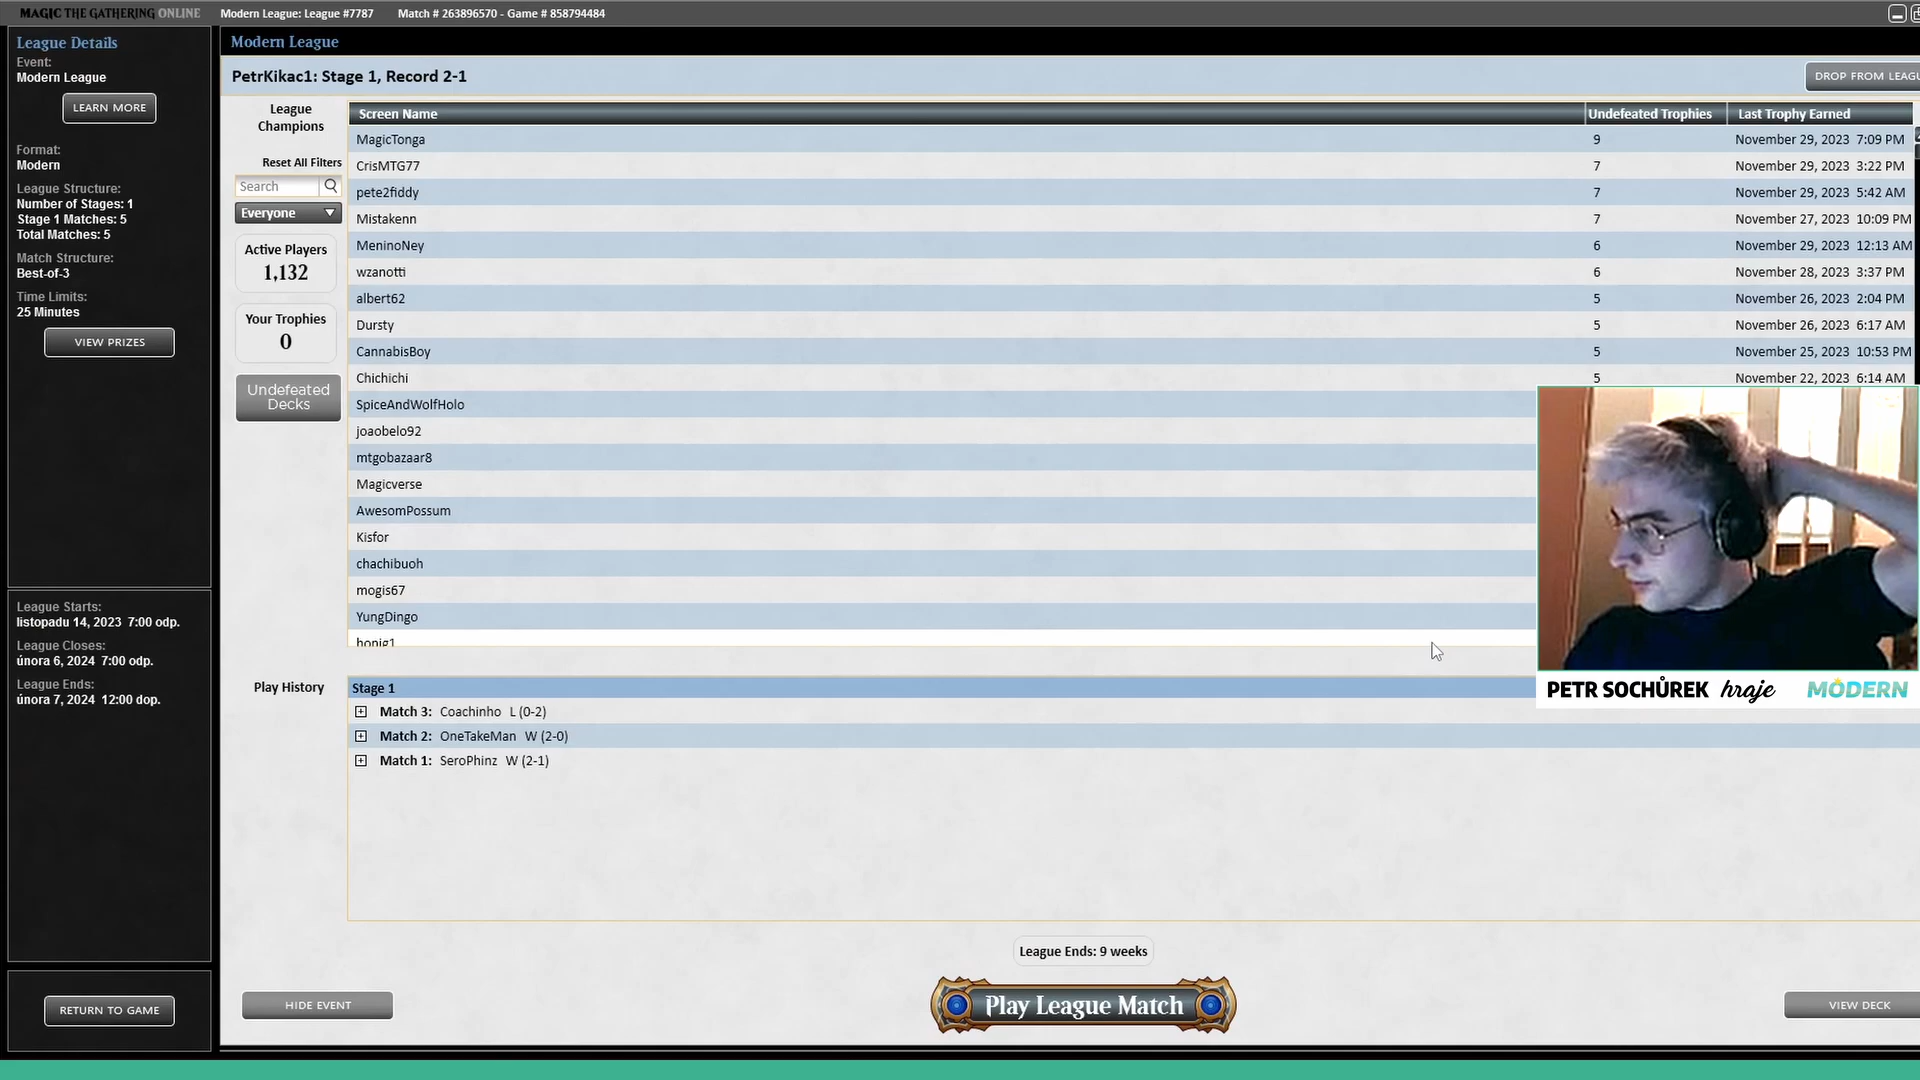 MAGIC THE GATHERING ONLINE
Modern League: League #7787
Match # 263896570 - Game # 858794484
League Details
Event:
Modern League
LEARN MORE
Format:
Modern
League Structure:
Number of Stages: 1
Stage 1 Matches: 5
Total Matches: 5
Match Structure:
Best-of-3
Time Limits:
25 Minutes
VIEW PRIZES
League Starts:
listopadu 14, 2023 7:00 odp.
League Closes:
února 6, 2024 7:00 odp.
League Ends:
února 7, 2024 12:00 dop.
RETURN TO GAME
Modern League
PetrKikac1: Stage 1, Record 2-1
DROP FROM LEAGU
League
Champions
Reset All Filters
Search
Everyone
Active Players
1,132
Your Trophies
0
Undefeated
Decks
Screen Name Undefeated Trophies Last Trophy Earned
MagicTonga 9 November 29, 2023 7:09 PM
CrisMTG77 7 November 29, 2023 3:22 PM
pete2fiddy 7 November 29, 2023 5:42 AM
Mistakenn 7 November 27, 2023 10:09 PM
MeninoNey 6 November 29, 2023 12:13 AM
wzanotti 6 November 28, 2023 3:37 PM
albert62 5 November 26, 2023 2:04 PM
Dursty 5 November 26, 2023 6:17 AM
CannabisBoy 5 November 25, 2023 10:53 PM
Chichichi 5 November 22, 2023 6:14 AM
SpiceAndWolfHolo
joaobelo92
mtgobazaar8
Magicverse
AwesomPossum
Kisfor
chachibuoh
mogis67
YungDingo
honig1
PETR SOCHŮREK hraje MODERN
Play History
Stage 1
Match 3: Coachinho L (0-2)
Match 2: OneTakeMan W (2-0)
Match 1: SeroPhinz W (2-1)
League Ends: 9 weeks
HIDE EVENT
Play League Match
VIEW DECK